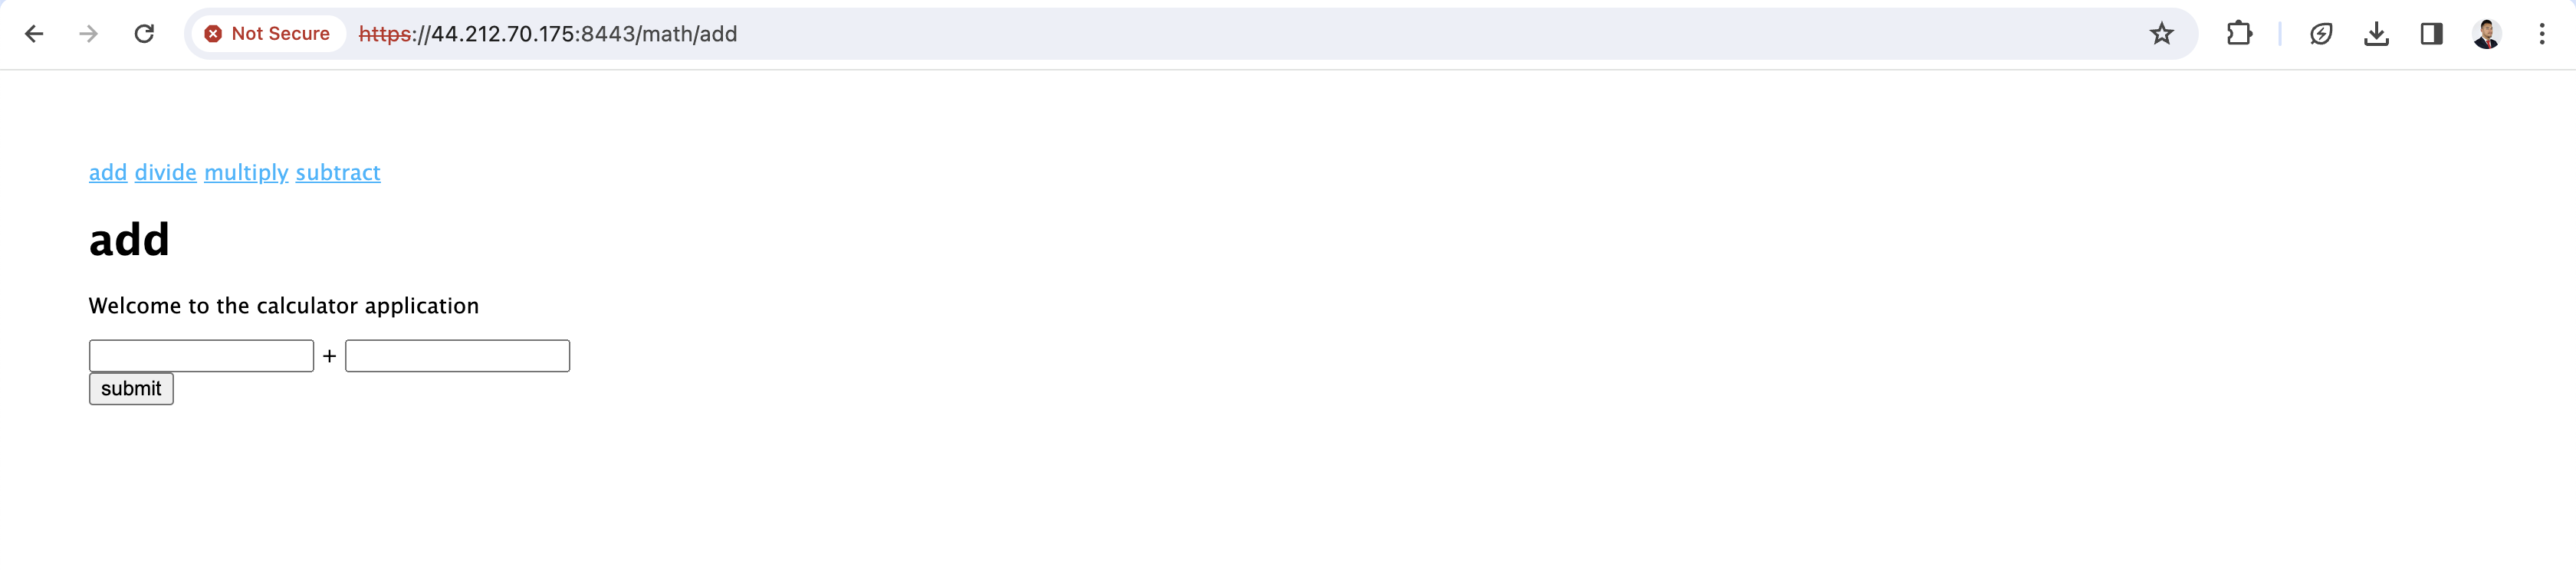 Not Secure https://44.212.70.175:8443/math/add
add divide multiply subtract
add
Welcome to the calculator application
+
submit